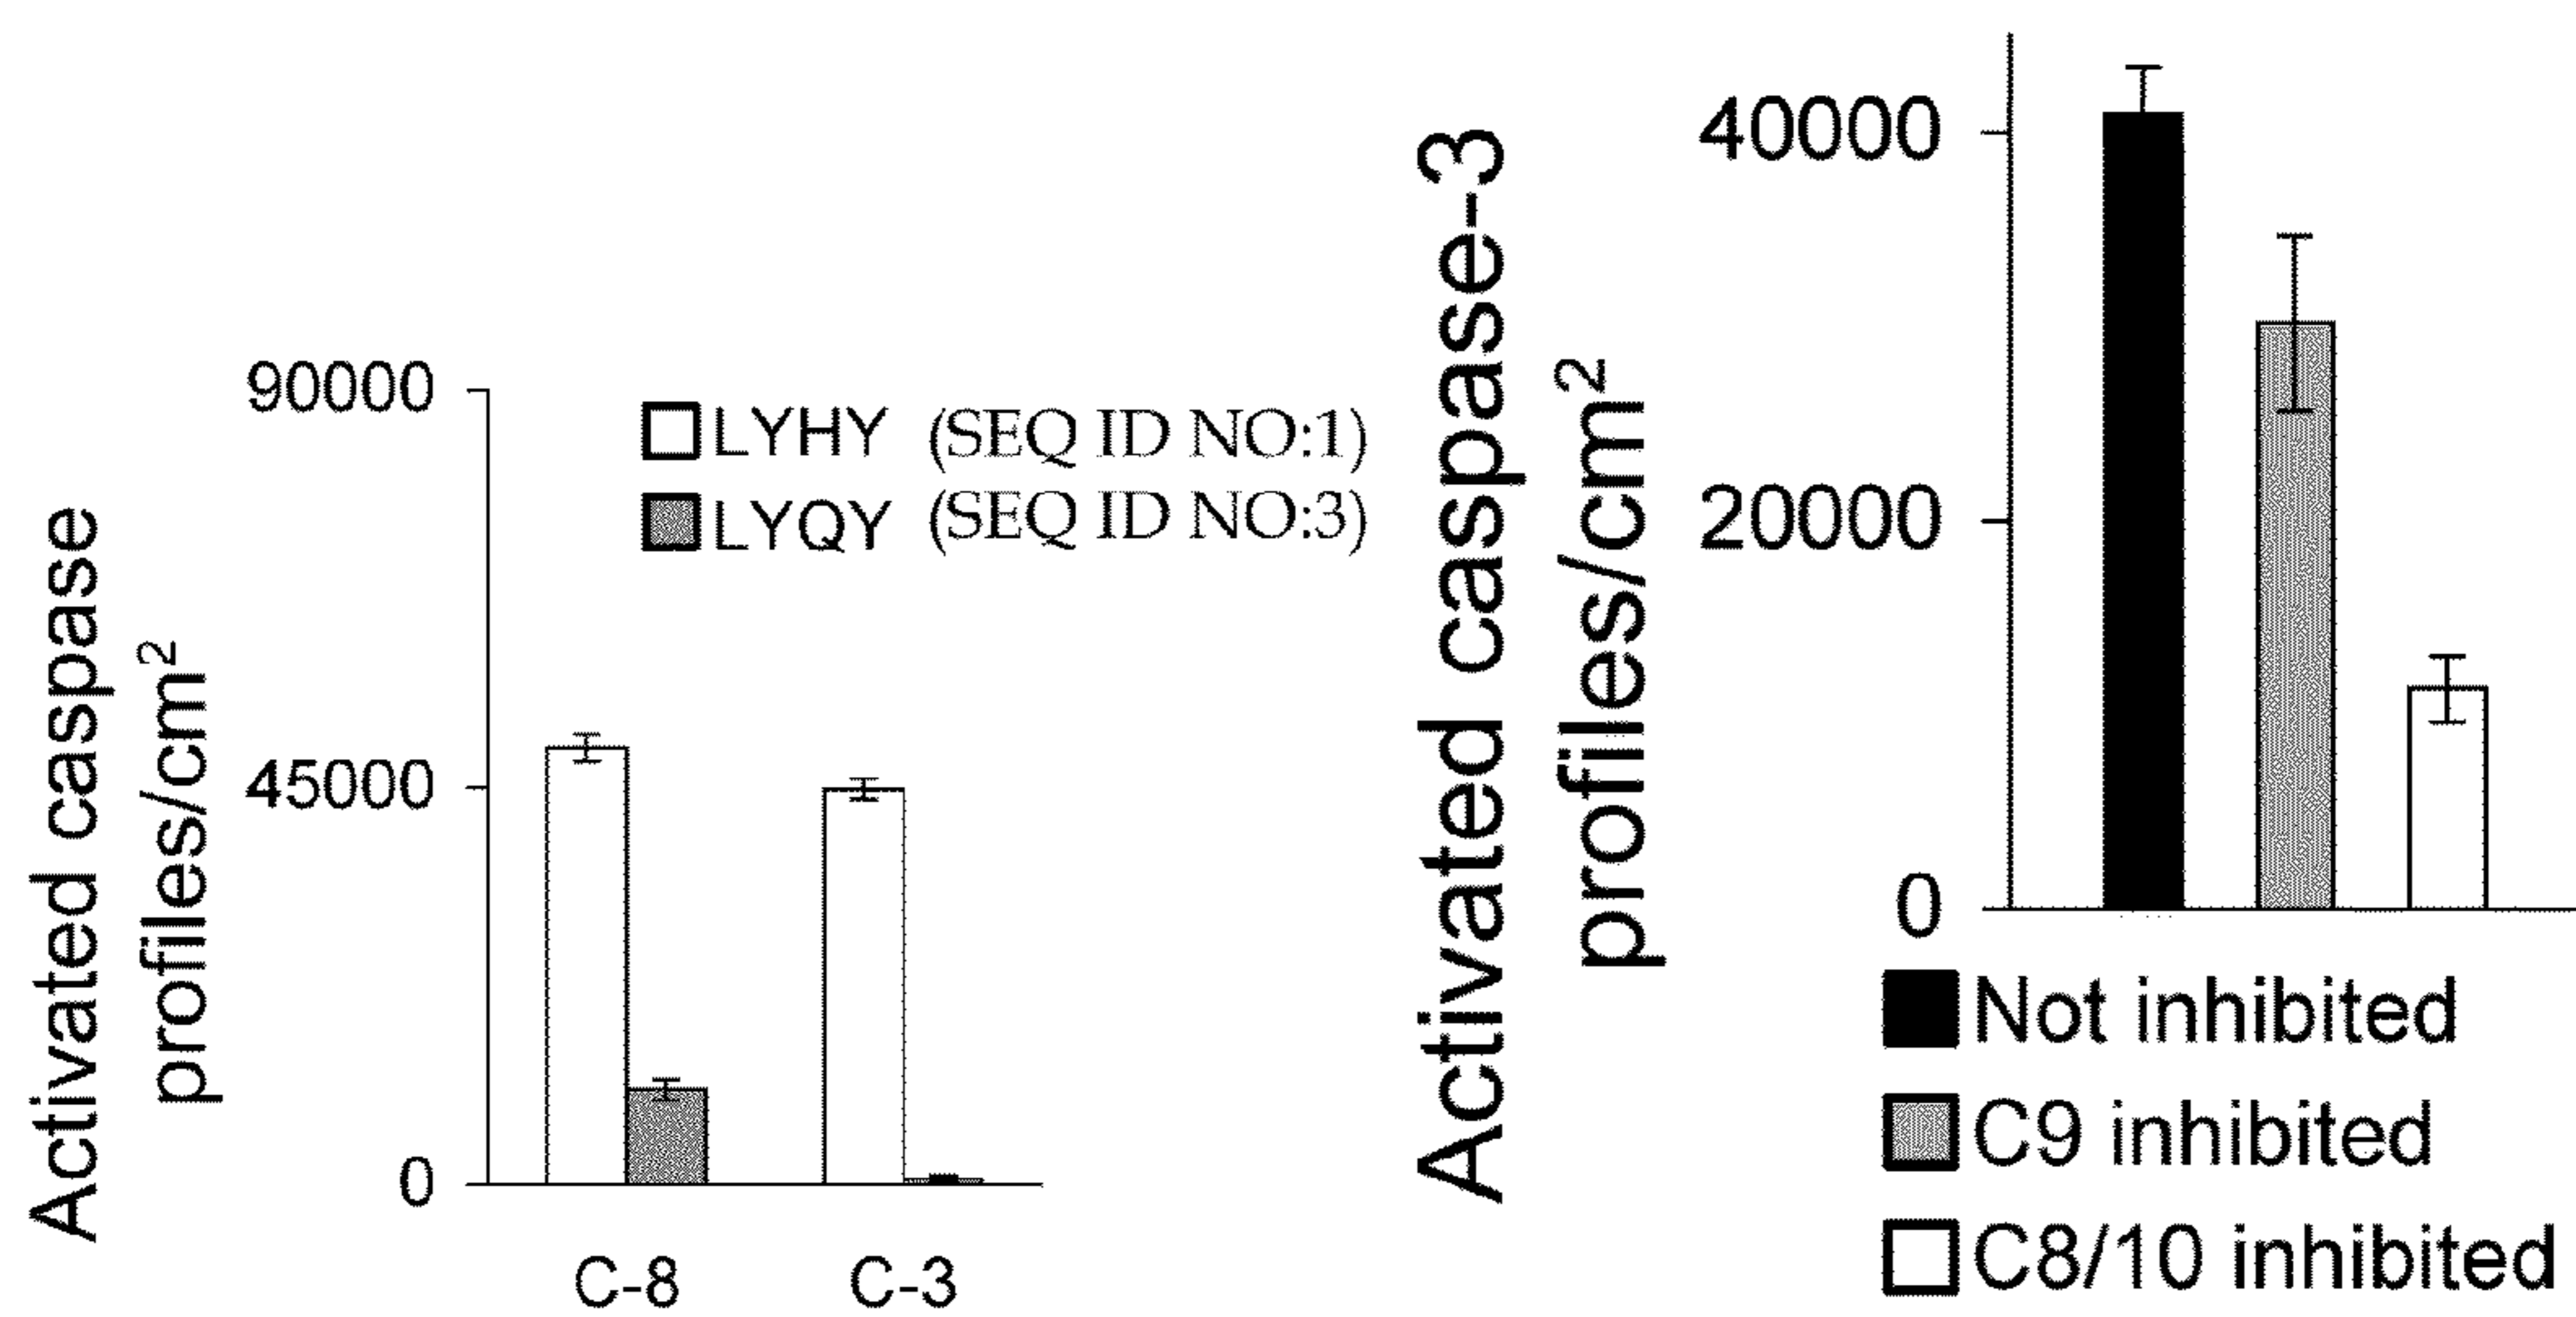 Activated caspase
profiles/cm²
90000
45000
0
LYHY (SEQ ID NO:1)
LYQY (SEQ ID NO:3)
C-8 C-3
Activated caspase-3
profiles/cm²
40000
20000
0
Not inhibited
C9 inhibited
C8/10 inhibited